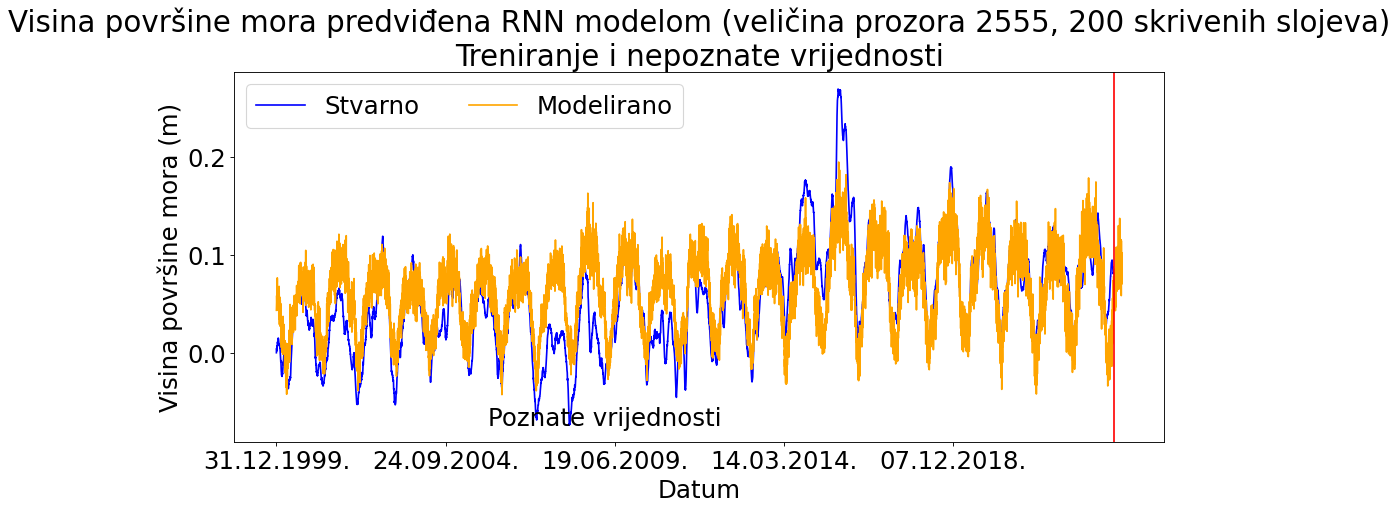 Visina površine mora predviđena RNN modelom (veličina prozora 2555, 200 skrivenih slojeva)
Treniranje i nepoznate vrijednosti
Stvarno Modelirano
Visina površine mora (m)
0.2
0.1
0.0
Poznate vrijednosti
31.12.1999. 24.09.2004. 19.06.2009. 14.03.2014. 07.12.2018.
Datum